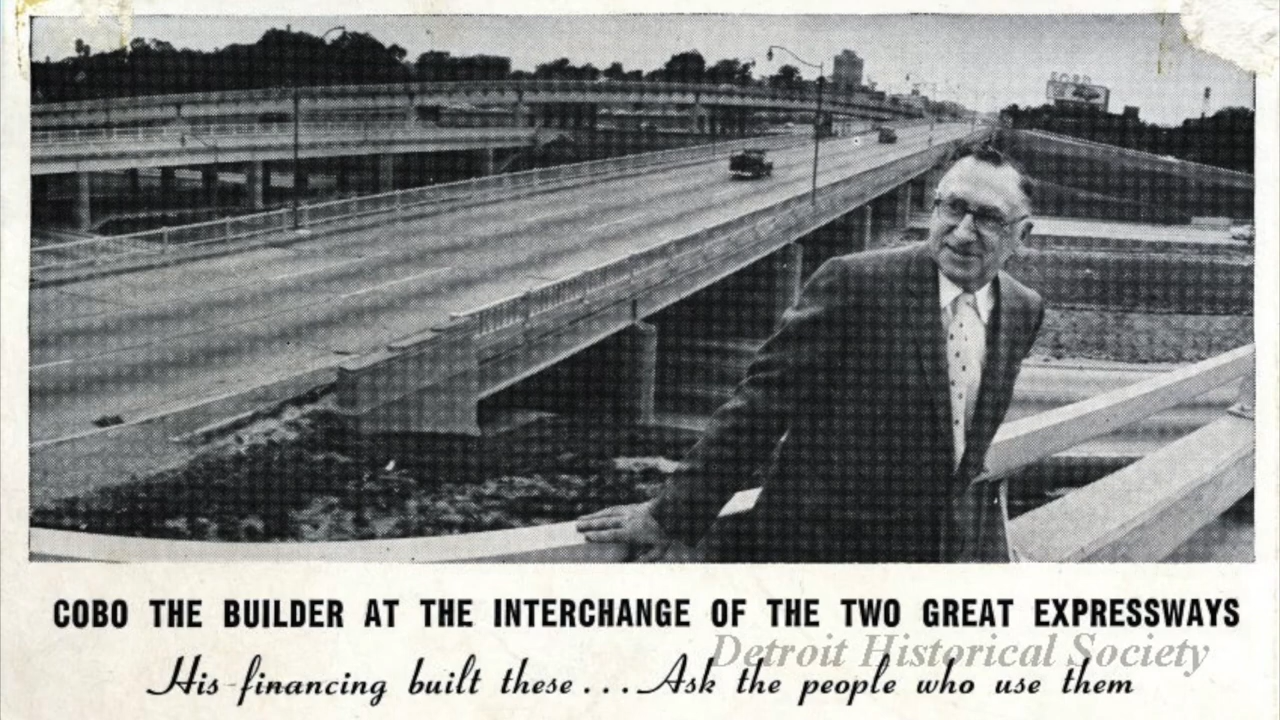 COBO THE BUILDER AT THE INTERCHANGE OF THE TWO GREAT EXPRESSWAYS
Detroit Historical Society
His financing built these...Ask the people who use them